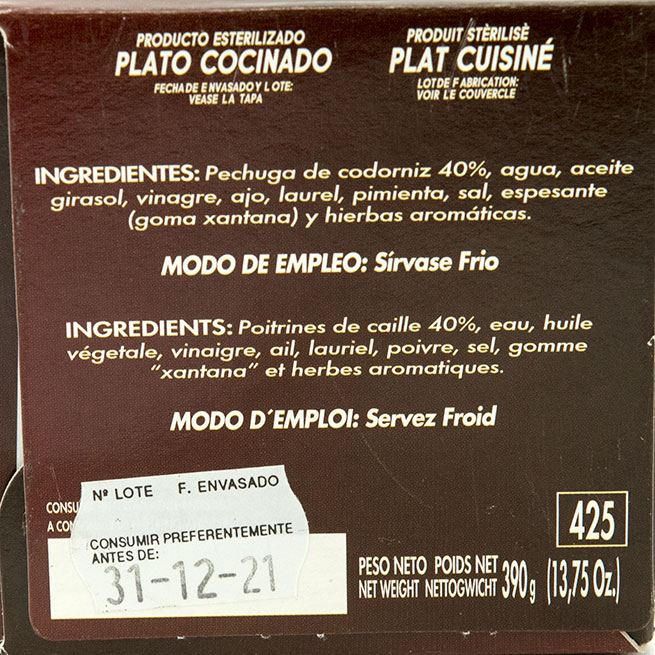 PRODUCTO ESTERILIZADO
PLATO COCINADO
FECHA DE ENVASADO Y LOTE:
VEASE LA TAPA
PRODUIT STÈRILISÈ
PLAT CUISINÉ
LOT DE FABRICATION:
VOIR LE COUVERCLE
INGREDIENTES: Pechuga de codorniz 40%, agua, aceite
girasol, vinagre, ajo, laurel, pimienta, sal, espesante
(goma xantana) y hierbas aromáticas.
MODO DE EMPLEO: Sírvase Frio
INGREDIENTS: Poitrines de caille 40%, eau, huile
végetale, vinaigre, ail, lauriel, poivre, sel, gomme
"xantana" et herbes aromatiques.
MODO D´EMPLOI: Servez Froid
Nº LOTE F. ENVASADO
CONSU
A CON
CONSUMIR PREFERENTEMENTE
ANTES DE:
31-12-21
425
PESO NETO POIDS NET
NET WEIGHT NETTOGWICHT
390g (13,75 Oz.)